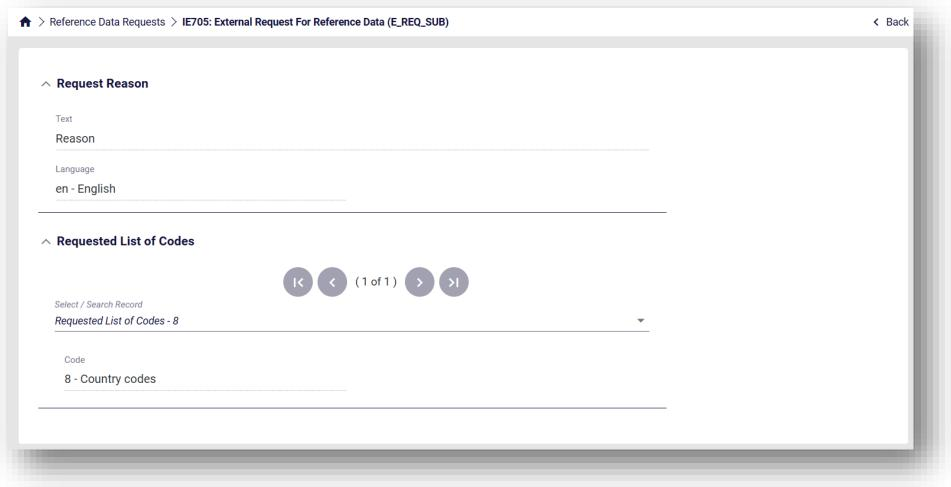 > Reference Data Requests > IE705: External Request For Reference Data (E_REQ_SUB) < Back
Request Reason
Text
Reason
Language
en - English
Requested List of Codes
( 1 of 1 )
Select / Search Record
Requested List of Codes - 8
Code
8 - Country codes